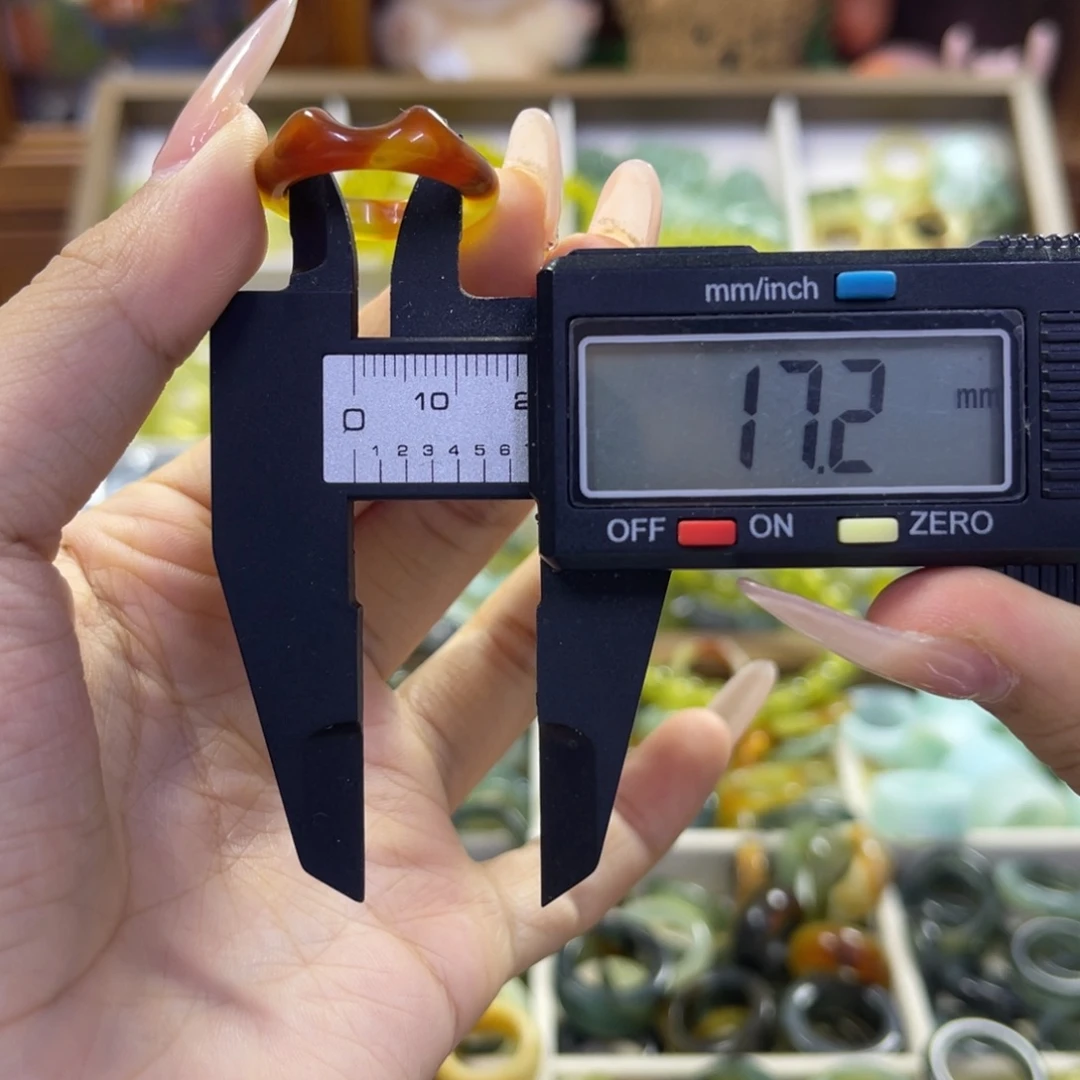 mm/inch
17.2 mm
OFF ON ZERO
0 10 2
1 2 3 4 5 6